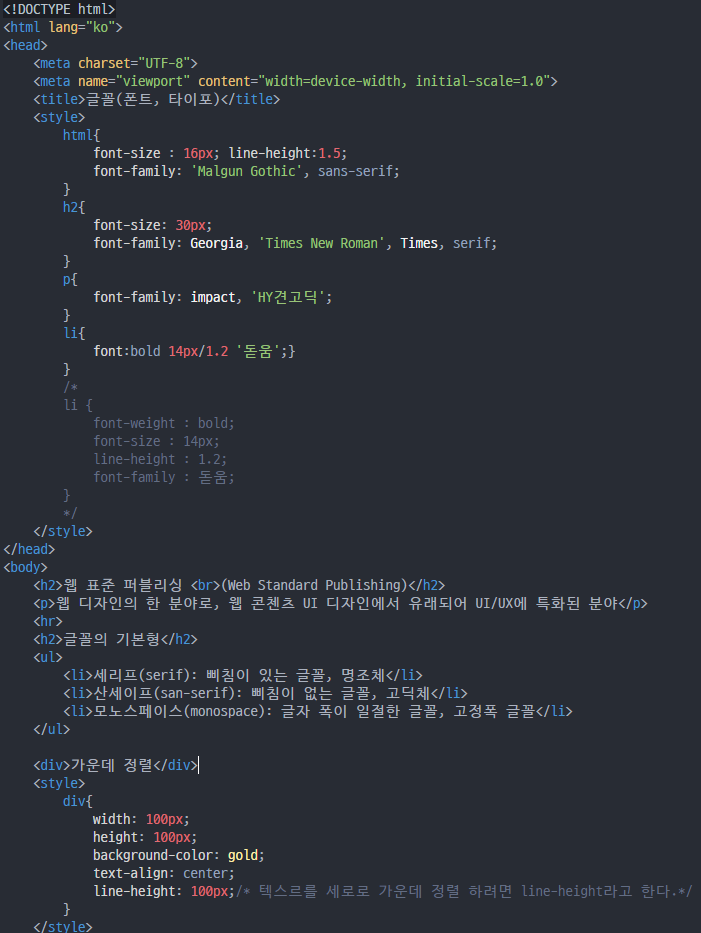 <!DOCTYPE html>
<html lang="ko">
<head>
    <meta charset="UTF-8">
    <meta name="viewport" content="width=device-width, initial-scale=1.0">
    <title>글꼴(폰트, 타이포)</title>
    <style>
        html{
            font-size : 16px; line-height:1.5;
            font-family: 'Malgun Gothic', sans-serif;
        }
        h2{
            font-size: 30px;
            font-family: Georgia, 'Times New Roman', Times, serif;
        }
        p{
            font-family: impact, 'HY견고딕';
        }
        li{
            font:bold 14px/1.2 '돋움';}
        }
        /*
        li {
            font-weight : bold;
            font-size : 14px;
            line-height : 1.2;
            font-family : 돋움;
        }
        */
    </style>
</head>
<body>
    <h2>웹 표준 퍼블리싱 <br>(Web Standard Publishing)</h2>
    <p>웹 디자인의 한 분야로, 웹 콘첸츠 UI 디자인에서 유래되어 UI/UX에 특화된 분야</p>
    <hr>
    <h2>글꼴의 기본형</h2>
    <ul>
        <li>세리프(serif): 삐침이 있는 글꼴, 명조체</li>
        <li>산세이프(san-serif): 삐침이 없는 글꼴, 고딕체</li>
        <li>모노스페이스(monospace): 글자 폭이 일졀한 글꼴, 고정폭 글꼴</li>
    </ul>

    <div>가운데 정렬</div>
    <style>
        div{
            width: 100px;
            height: 100px;
            background-color: gold;
            text-align: center;
            line-height: 100px;/* 텍스르를 세로로 가운데 정렬 하려면 line-height라고 한다.*/
        }
    </style>